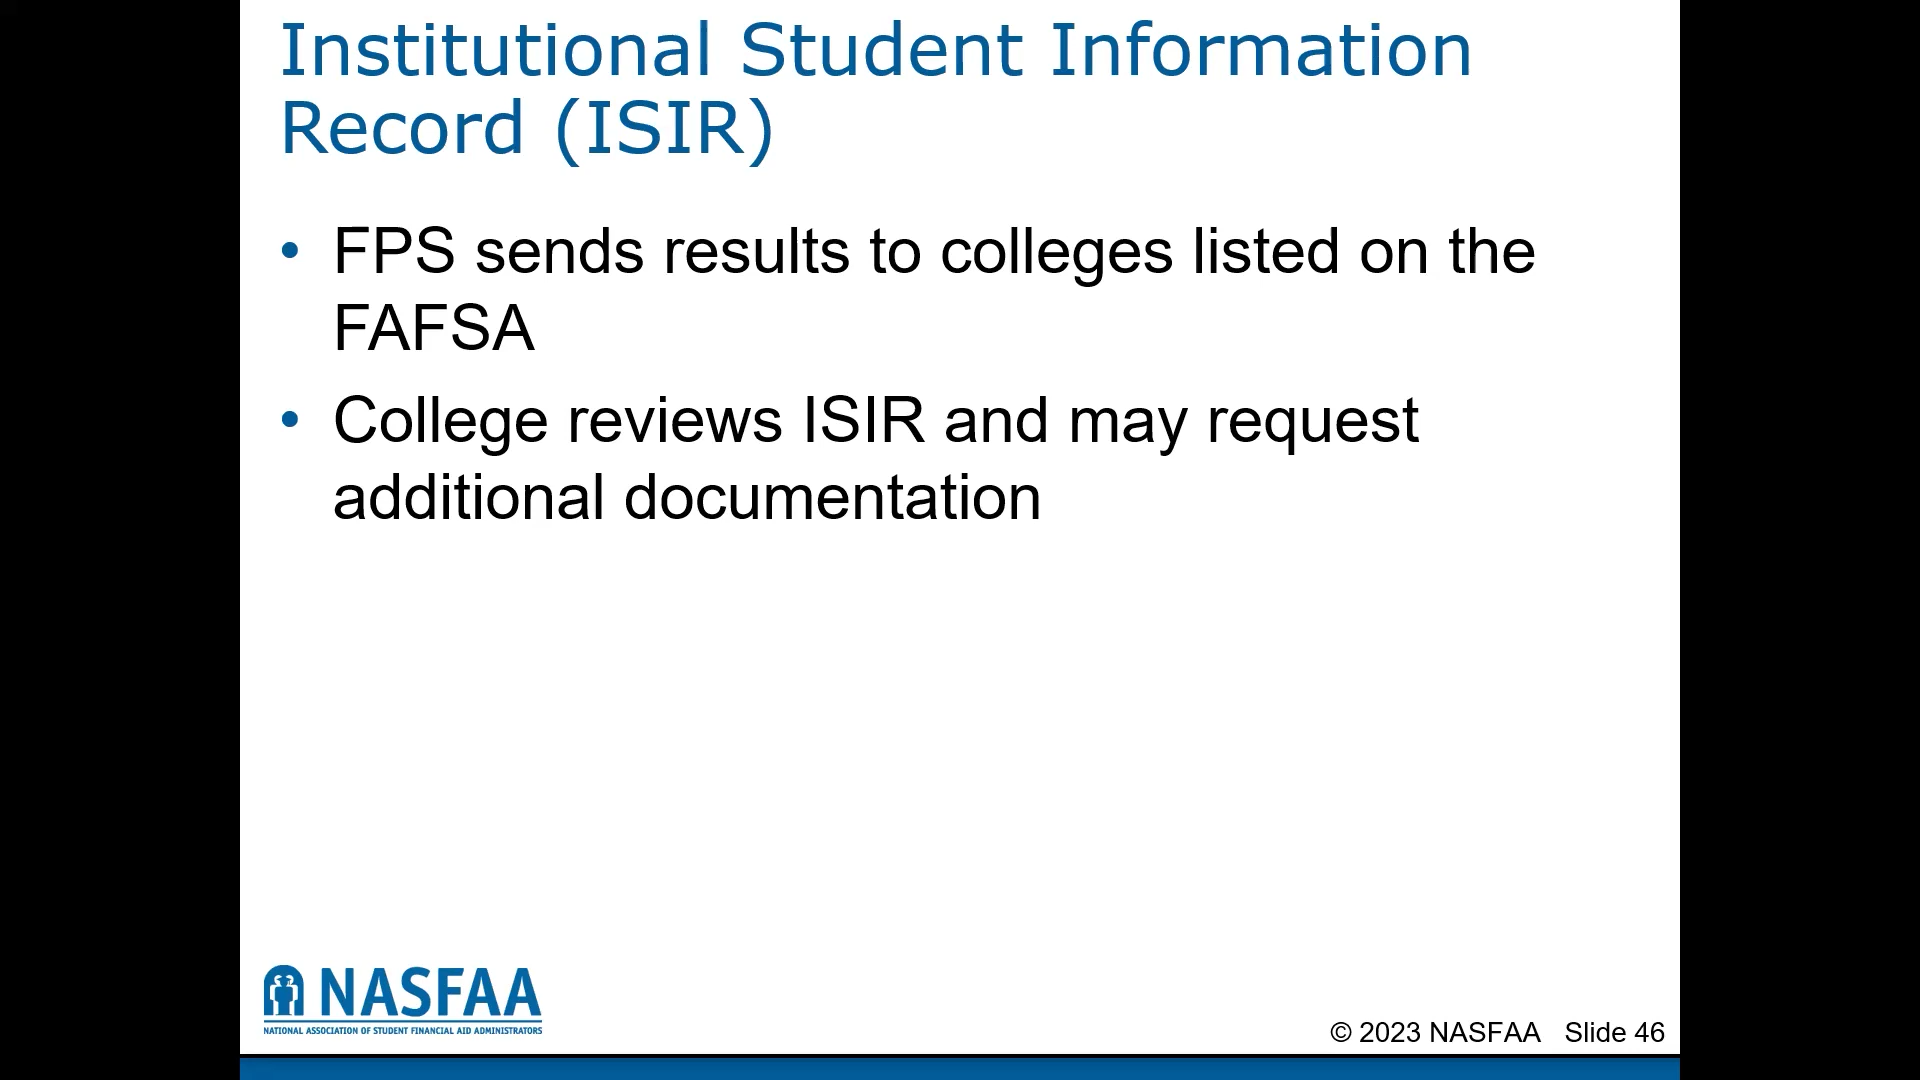 Institutional Student Information
Record (ISIR)
• FPS sends results to colleges listed on the
FAFSA
• College reviews ISIR and may request
additional documentation
NASFAA
NATIONAL ASSOCIATION OF STUDENT FINANCIAL AID ADMINISTRATORS
© 2023 NASFAA Slide 46